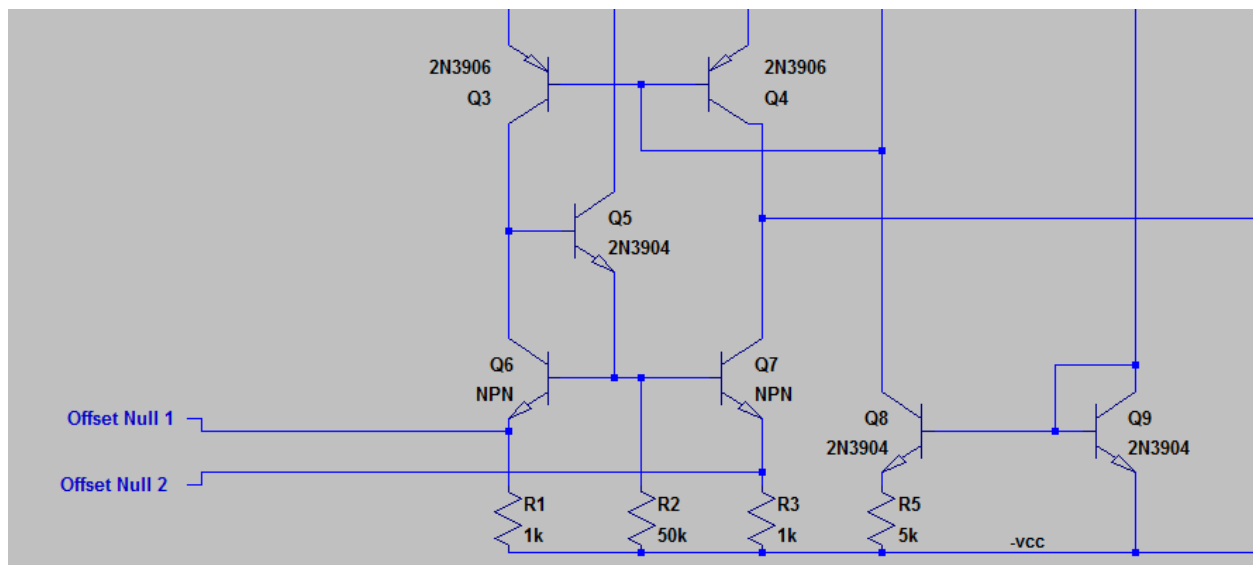 2N3906
Q3
2N3906
Q4
Q5
2N3904
Q6
NPN
Q7
NPN
Q8
2N3904
Q9
2N3904
Offset Null 1
Offset Null 2
R1
1k
R2
50k
R3
1k
R5
5k
-vcc